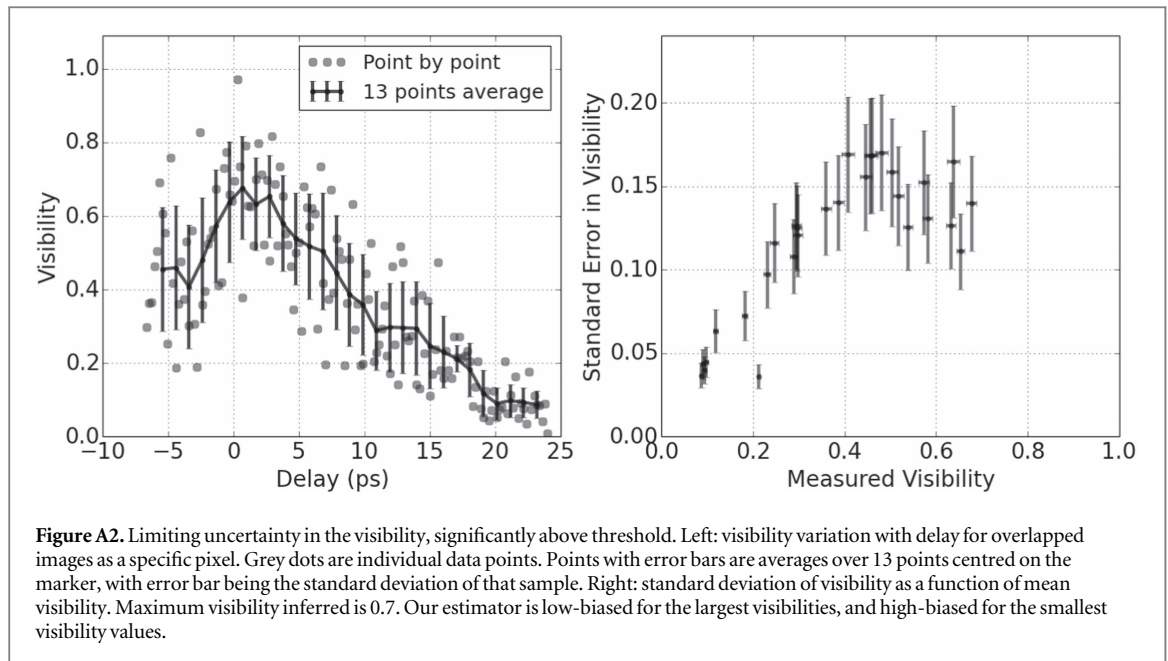 1.0
0.8
0.6
0.4
0.2
0.0
Visibility
Point by point
13 points average
−10 −5 0 5 10 15 20 25
Delay (ps)
0.20
0.15
0.10
0.05
0.00
Standard Error in Visibility
0.0 0.2 0.4 0.6 0.8 1.0
Measured Visibility
Figure A2. Limiting uncertainty in the visibility, significantly above threshold. Left: visibility variation with delay for overlapped
images as a specific pixel. Grey dots are individual data points. Points with error bars are averages over 13 points centred on the
marker, with error bar being the standard deviation of that sample. Right: standard deviation of visibility as a function of mean
visibility. Maximum visibility inferred is 0.7. Our estimator is low-biased for the largest visibilities, and high-biased for the smallest
visibility values.